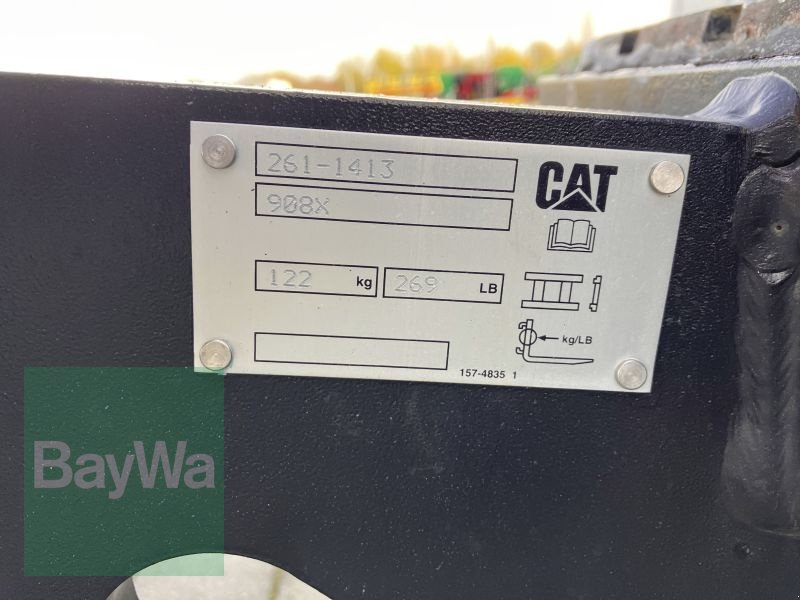 261-1413
CAT
908X
122 kg 269 LB
kg/LB
157-4835 1
BayWa